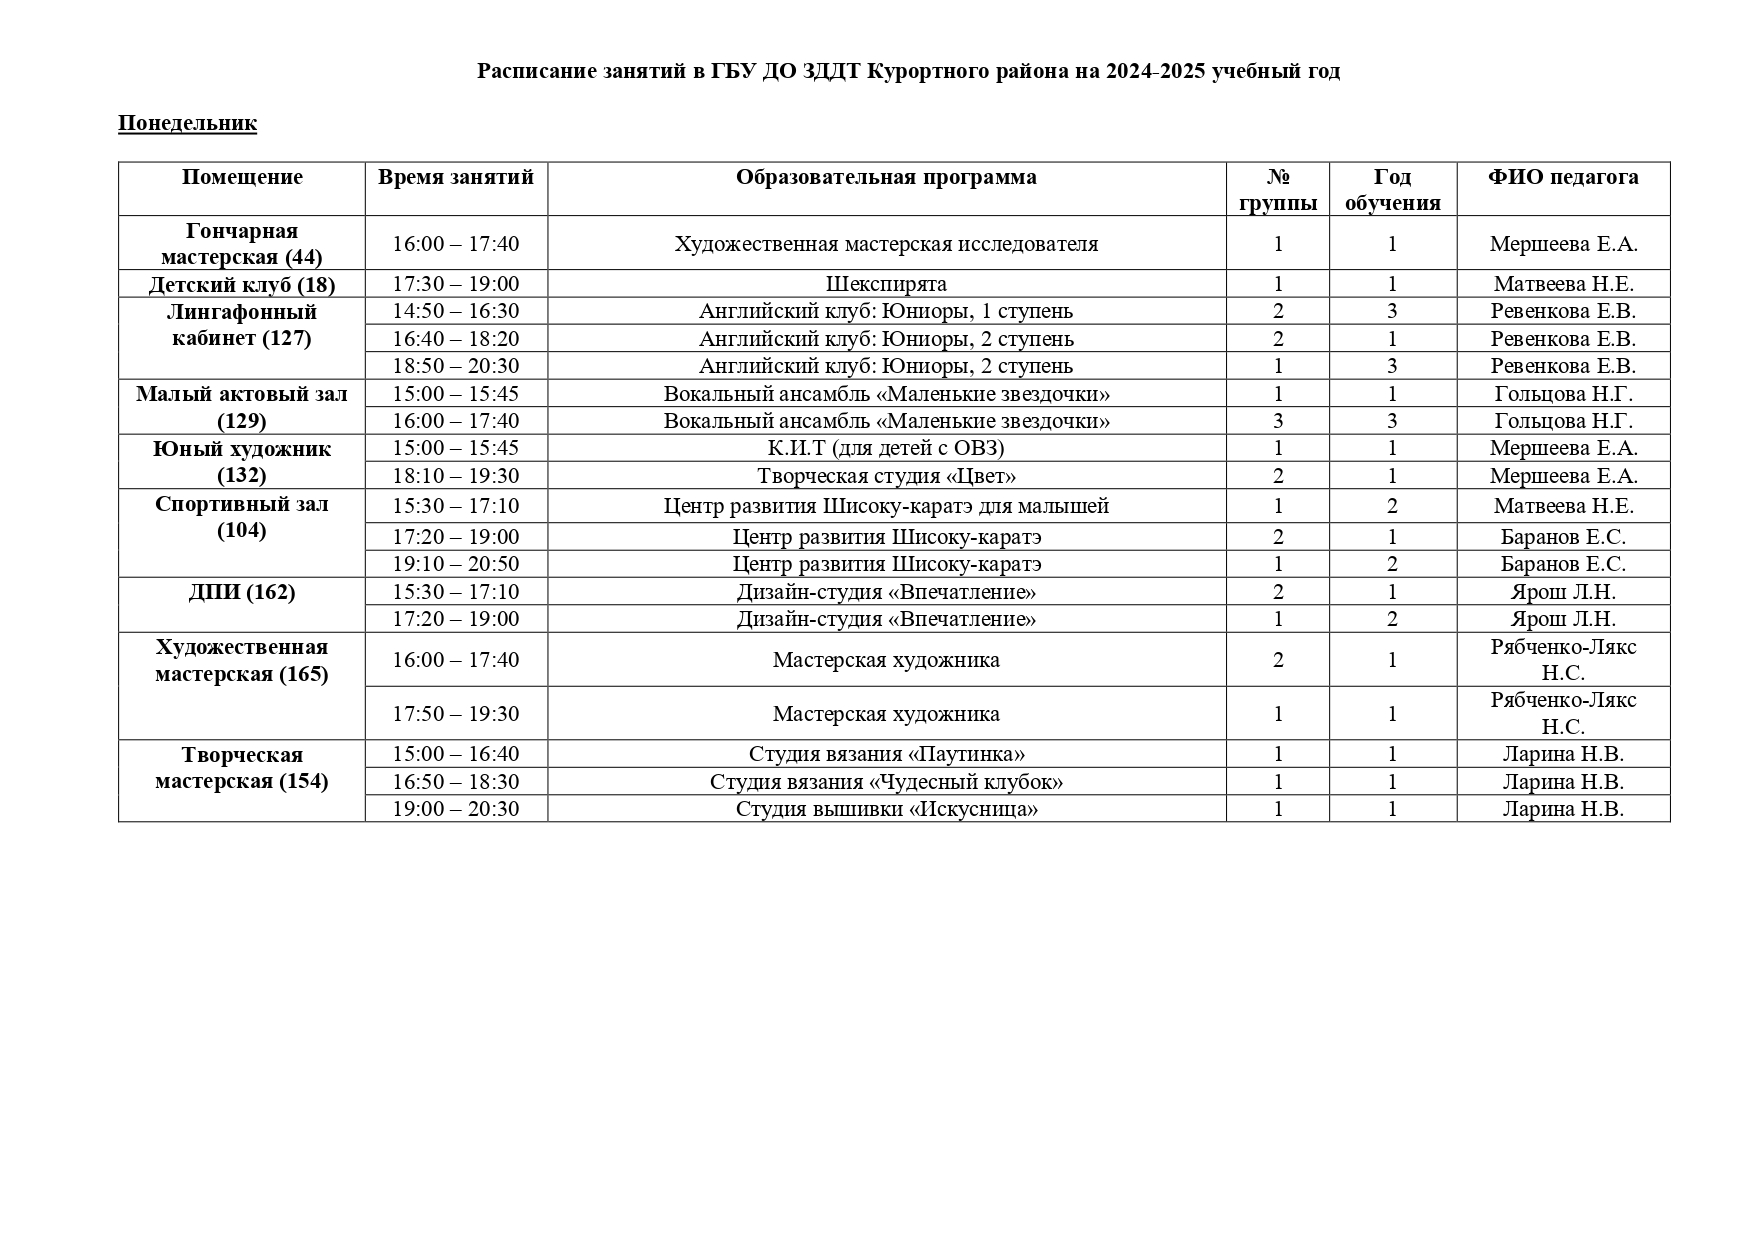 Расписание занятий в ГБУ ДО ЗДДТ Курортного района на 2024-2025 учебный год
Понедельник
Помещение Время занятий Образовательная программа № группы Год обучения ФИО педагога
Гончарная мастерская (44) 16:00 – 17:40 Художественная мастерская исследователя 1 1 Мершеева Е.А.
Детский клуб (18) 17:30 – 19:00 Шекспирята 1 1 Матвеева Н.Е.
Лингафонный кабинет (127) 14:50 – 16:30 Английский клуб: Юниоры, 1 ступень 2 3 Ревенкова Е.В.
16:40 – 18:20 Английский клуб: Юниоры, 2 ступень 2 1 Ревенкова Е.В.
18:50 – 20:30 Английский клуб: Юниоры, 2 ступень 1 3 Ревенкова Е.В.
Малый актовый зал (129) 15:00 – 15:45 Вокальный ансамбль «Маленькие звездочки» 1 1 Гольцова Н.Г.
16:00 – 17:40 Вокальный ансамбль «Маленькие звездочки» 3 3 Гольцова Н.Г.
Юный художник (132) 15:00 – 15:45 К.И.Т (для детей с ОВЗ) 1 1 Мершеева Е.А.
18:10 – 19:30 Творческая студия «Цвет» 2 1 Мершеева Е.А.
Спортивный зал (104) 15:30 – 17:10 Центр развития Шисоку-каратэ для малышей 1 2 Матвеева Н.Е.
17:20 – 19:00 Центр развития Шисоку-каратэ 2 1 Баранов Е.С.
19:10 – 20:50 Центр развития Шисоку-каратэ 1 2 Баранов Е.С.
ДПИ (162) 15:30 – 17:10 Дизайн-студия «Впечатление» 2 1 Ярош Л.Н.
17:20 – 19:00 Дизайн-студия «Впечатление» 1 2 Ярош Л.Н.
Художественная мастерская (165) 16:00 – 17:40 Мастерская художника 2 1 Рябченко-Лякс Н.С.
17:50 – 19:30 Мастерская художника 1 1 Рябченко-Лякс Н.С.
Творческая мастерская (154) 15:00 – 16:40 Студия вязания «Паутинка» 1 1 Ларина Н.В.
16:50 – 18:30 Студия вязания «Чудесный клубок» 1 1 Ларина Н.В.
19:00 – 20:30 Студия вышивки «Искусница» 1 1 Ларина Н.В.